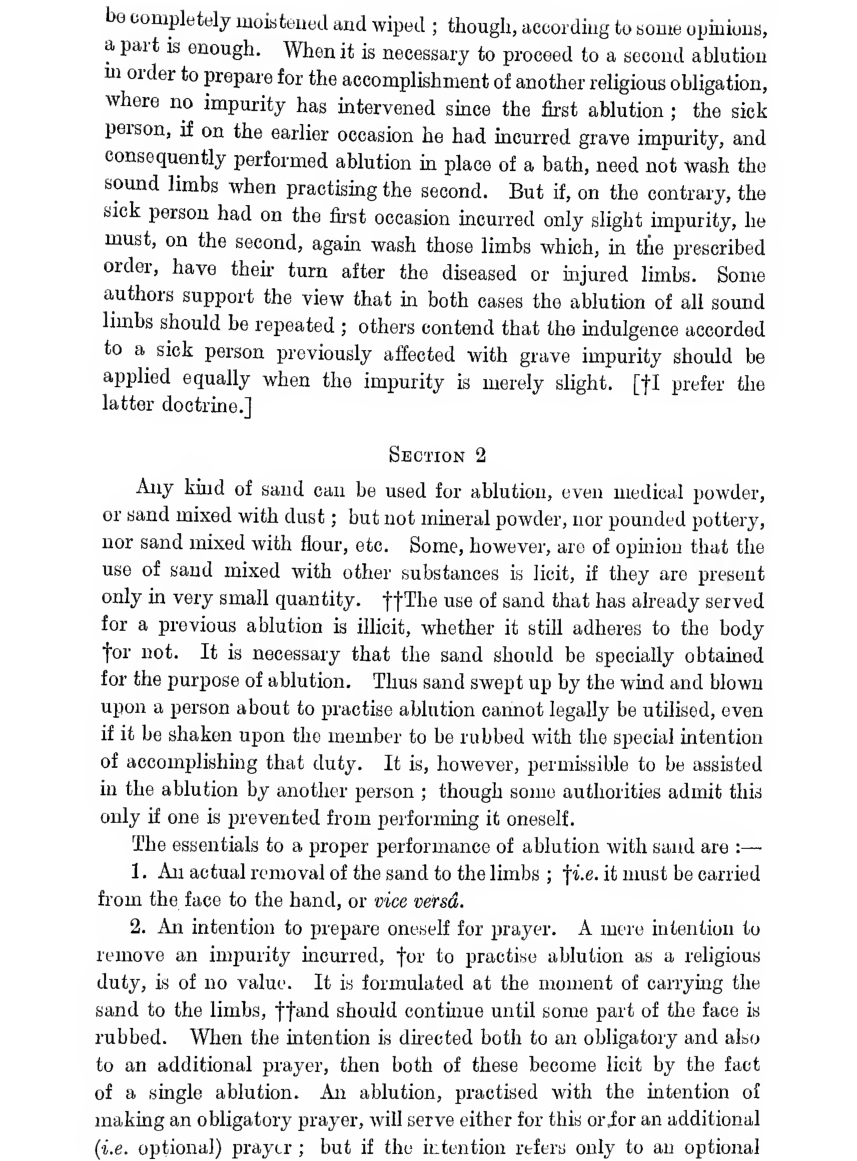 be completely moistened and wiped ; though, according to some opinions,
a part is enough. When it is necessary to proceed to a second ablution
in order to prepare for the accomplishment of another religious obligation,
where no impurity has intervened since the first ablution ; the sick
person, if on the earlier occasion he had incurred grave impurity, and
consequently performed ablution in place of a bath, need not wash the
sound limbs when practising the second. But if, on the contrary, the
sick person had on the first occasion incurred only slight impurity, he
must, on the second, again wash those limbs which, in the prescribed
order, have their turn after the diseased or injured limbs. Some
authors support the view that in both cases the ablution of all sound
limbs should be repeated ; others contend that the indulgence accorded
to a sick person previously affected with grave impurity should be
applied equally when the impurity is merely slight. [†I prefer the
latter doctrine.]
SECTION 2
Any kind of sand can be used for ablution, even medical powder,
or sand mixed with dust ; but not mineral powder, nor pounded pottery,
nor sand mixed with flour, etc. Some, however, are of opinion that the
use of sand mixed with other substances is licit, if they are present
only in very small quantity. ††The use of sand that has already served
for a previous ablution is illicit, whether it still adheres to the body
†or not. It is necessary that the sand should be specially obtained
for the purpose of ablution. Thus sand swept up by the wind and blown
upon a person about to practise ablution cannot legally be utilised, even
if it be shaken upon the member to be rubbed with the special intention
of accomplishing that duty. It is, however, permissible to be assisted
in the ablution by another person ; though some authorities admit this
only if one is prevented from performing it oneself.
The essentials to a proper performance of ablution with sand are :—
1. An actual removal of the sand to the limbs ; †i.e. it must be carried
from the face to the hand, or vice versâ.
2. An intention to prepare oneself for prayer. A mere intention to
remove an impurity incurred, †or to practise ablution as a religious
duty, is of no value. It is formulated at the moment of carrying the
sand to the limbs, ††and should continue until some part of the face is
rubbed. When the intention is directed both to an obligatory and also
to an additional prayer, then both of these become licit by the fact
of a single ablution. An ablution, practised with the intention of
making an obligatory prayer, will serve either for this or for an additional
(i.e. optional) prayer ; but if the intention refers only to an optional